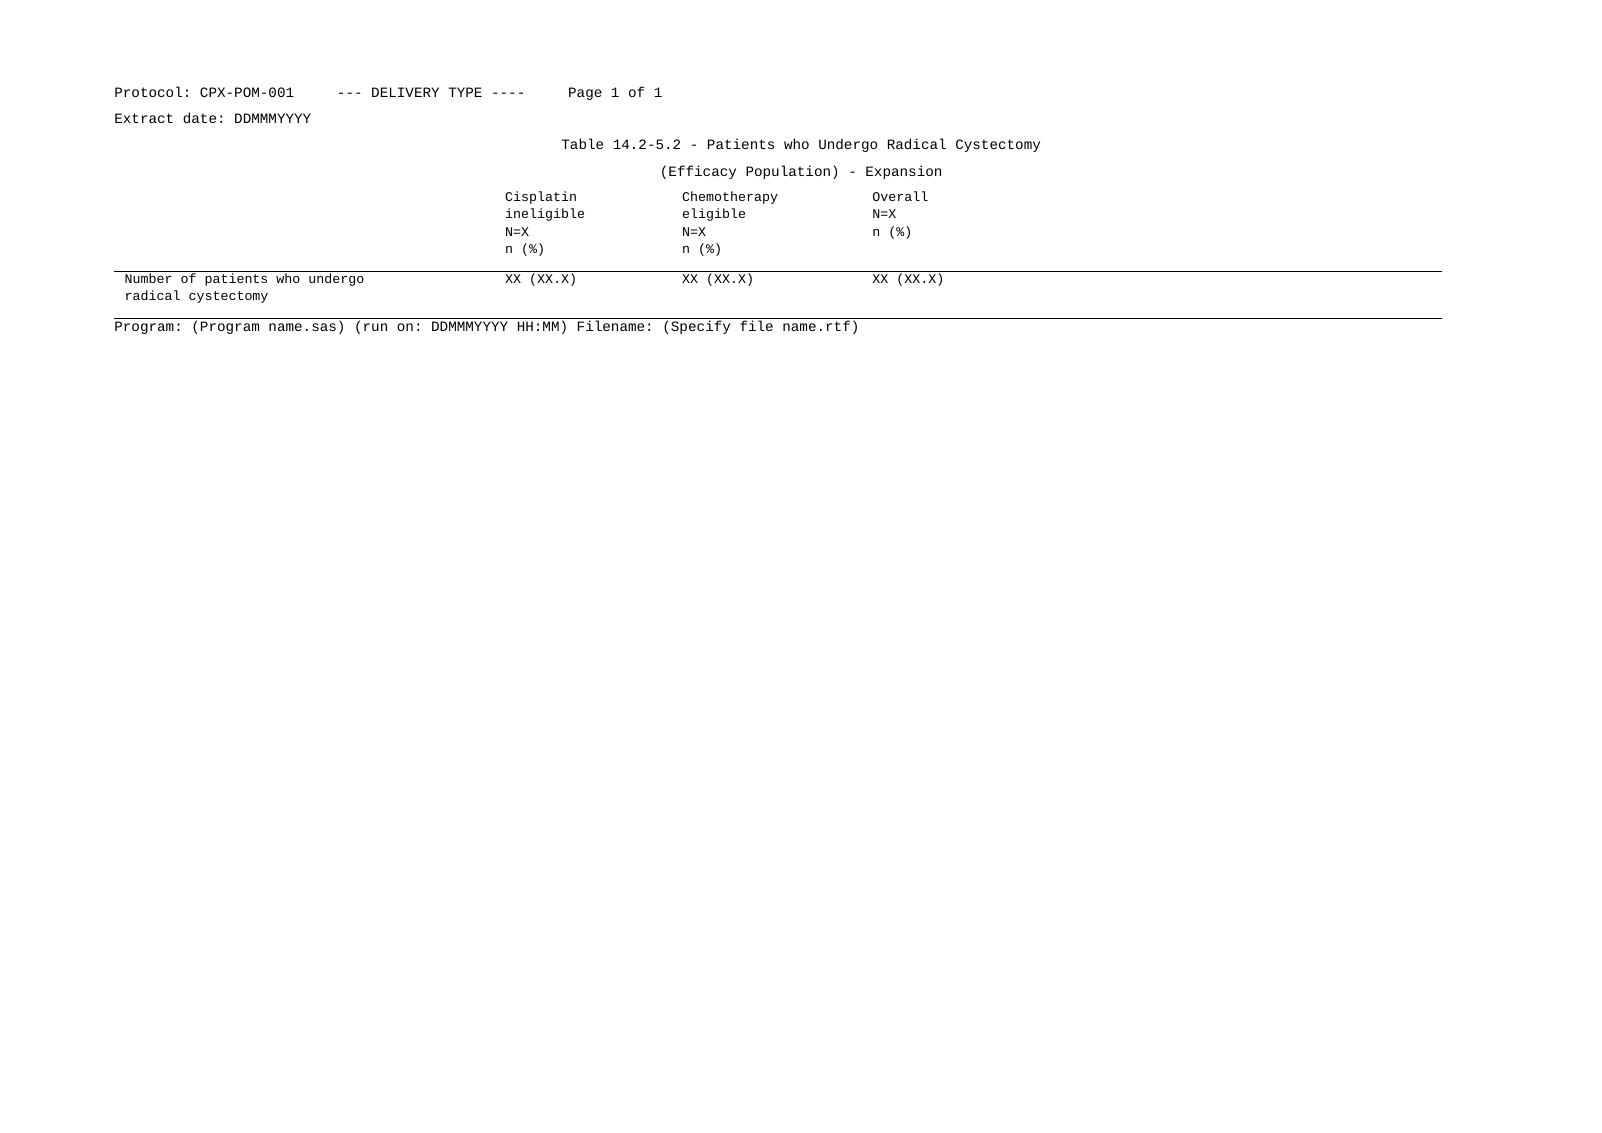 Protocol: CPX-POM-001 --- DELIVERY TYPE ---- Page 1 of 1
Extract date: DDMMMYYYY
Table 14.2-5.2 - Patients who Undergo Radical Cystectomy
(Efficacy Population) - Expansion
Cisplatin Chemotherapy Overall
ineligible eligible N=X
N=X N=X n (%)
n (%) n (%)
Number of patients who undergo XX (XX.X) XX (XX.X) XX (XX.X)
radical cystectomy
Program: (Program name.sas) (run on: DDMMMYYYY HH:MM) Filename: (Specify file name.rtf)